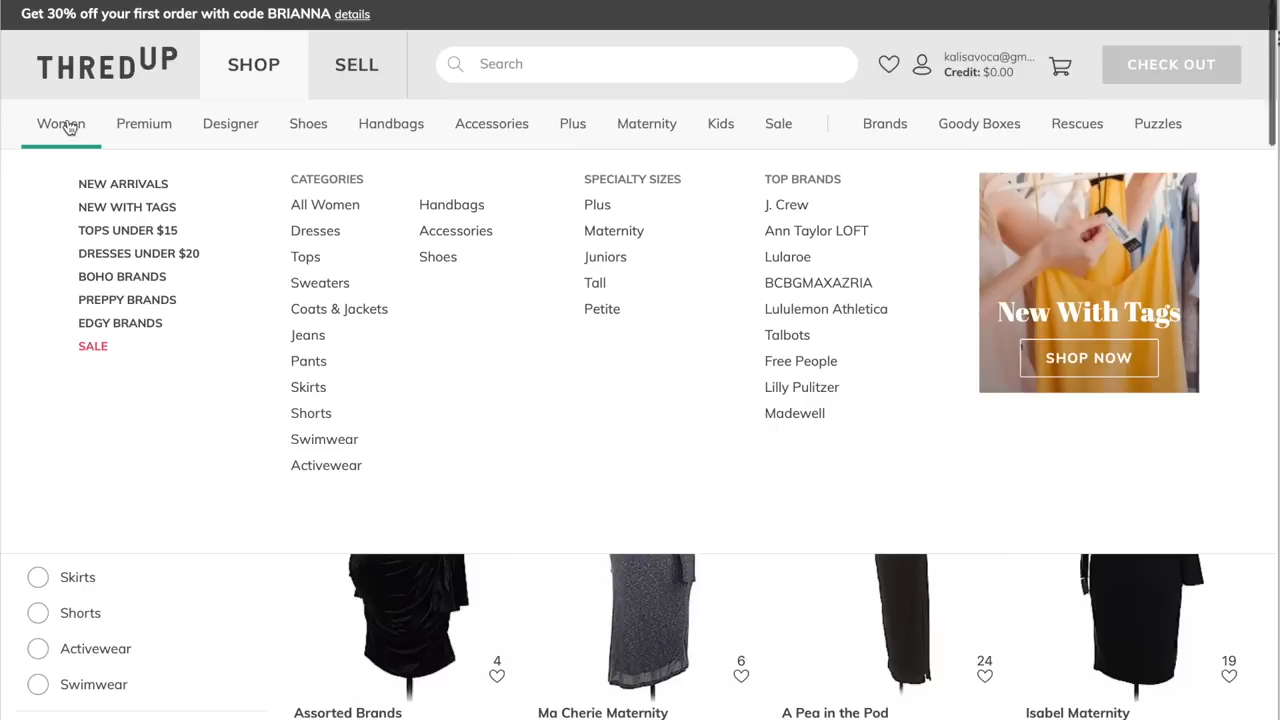 Get 30% off your first order with code BRIANNA details
THREDUP
SHOP
SELL
Search
kalisavoca@gm...
Credit: $0.00
CHECK OUT
Women
Premium
Designer
Shoes
Handbags
Accessories
Plus
Maternity
Kids
Sale
Brands
Goody Boxes
Rescues
Puzzles
NEW ARRIVALS
NEW WITH TAGS
TOPS UNDER $15
DRESSES UNDER $20
BOHO BRANDS
PREPPY BRANDS
EDGY BRANDS
SALE
CATEGORIES
All Women
Dresses
Tops
Sweaters
Coats & Jackets
Jeans
Pants
Skirts
Shorts
Swimwear
Activewear
Handbags
Accessories
Shoes
SPECIALTY SIZES
Plus
Maternity
Juniors
Tall
Petite
TOP BRANDS
J. Crew
Ann Taylor LOFT
Lularoe
BCBGMAXAZRIA
Lululemon Athletica
Talbots
Free People
Lilly Pulitzer
Madewell
New With Tags
SHOP NOW
Skirts
Shorts
Activewear
Swimwear
4
6
24
19
Assorted Brands
Ma Cherie Maternity
A Pea in the Pod
Isabel Maternity